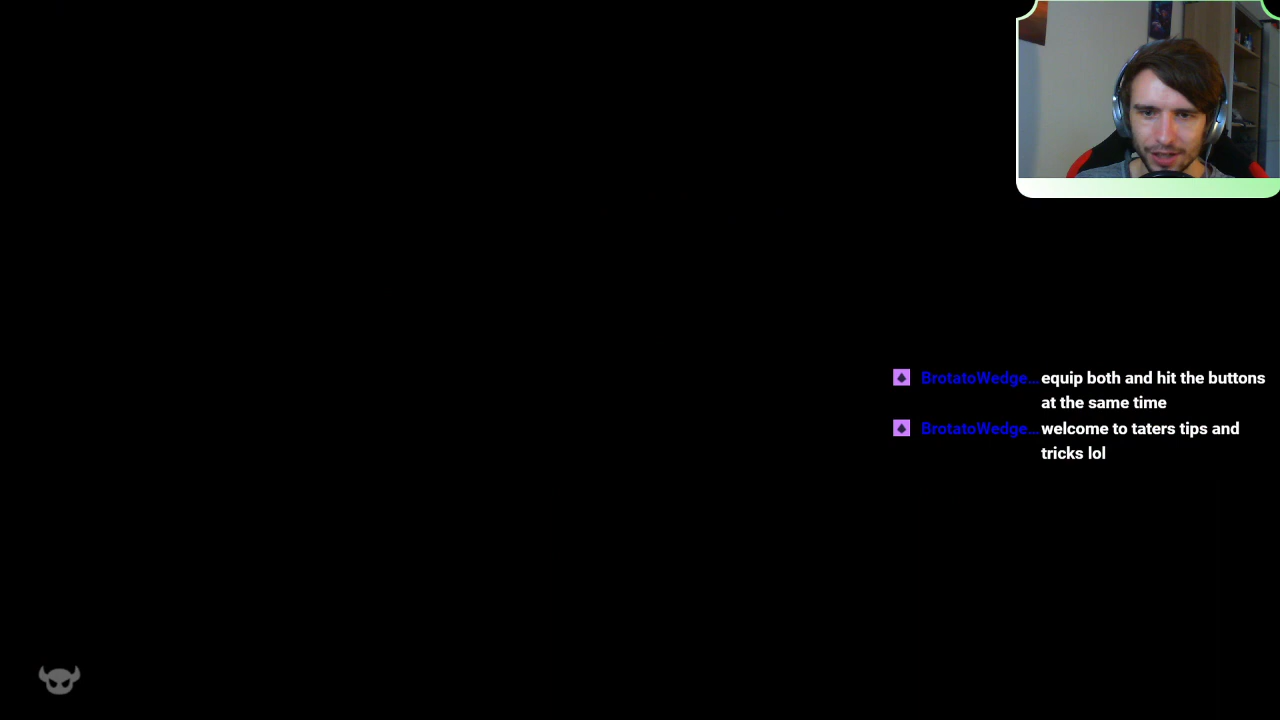 BrotatoWedge... equip both and hit the buttons
at the same time
BrotatoWedge... welcome to taters tips and
tricks lol